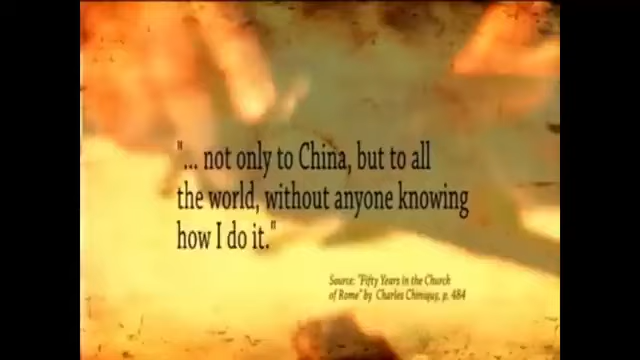 "... not only to China, but to all
the world, without anyone knowing
how I do it."
Source: "Fifty Years in the Church
of Rome" by Charles Chiniquy, p. 484